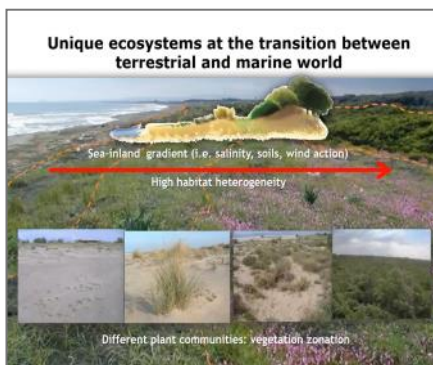 Unique ecosystems at the transition between
terrestrial and marine world
Sea-inland gradient (i.e. salinity, soils, wind action)
High habitat heterogeneity
Different plant communities: vegetation zonation